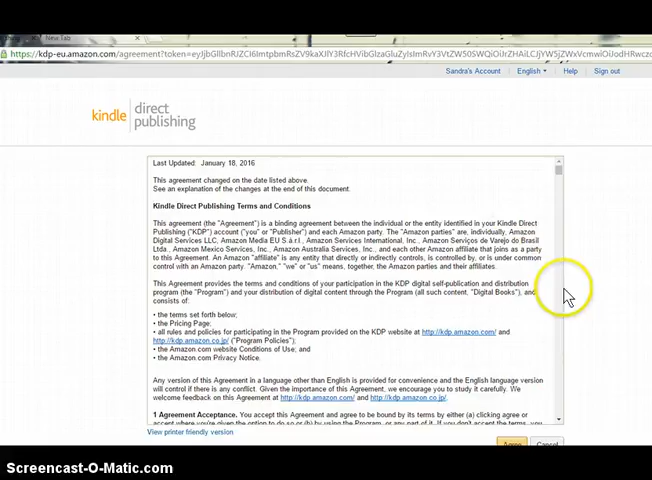 New Tab
Sandra's Account English Help Sign out
kindle direct publishing
Last Updated: January 18, 2016
This agreement changed on the date listed above.
See an explanation of the changes at the end of this document.
Kindle Direct Publishing Terms and Conditions
This agreement (the "Agreement") is a binding agreement between the individual or the entity identified in your Kindle Direct
Publishing ("KDP") account ("you" or "Publisher") and each Amazon party. The "Amazon parties" are, individually, Amazon
Digital Services LLC, Amazon Media EU S.à.r.l., Amazon Services International, Inc., Amazon Serviços de Varejo do Brasil
Ltda., Amazon Mexico Services, Inc., Amazon Australia Services, Inc., and each other Amazon affiliate that joins as a party
to this Agreement. An Amazon "affiliate" is any entity that directly or indirectly controls, is controlled by, or is under common
control with an Amazon party. "Amazon," "we" or "us" means, together, the Amazon parties and their affiliates.
This Agreement provides the terms and conditions of your participation in the KDP digital self-publication and distribution
program (the "Program") and your distribution of digital content through the Program (all such content, "Digital Books"), and
consists of:
• the terms set forth below;
• the Pricing Page;
• all rules and policies for participating in the Program provided on the KDP website at http://kdp.amazon.com/ and
http://kdp.amazon.co.jp/ ("Program Policies");
• the Amazon.com website Conditions of Use; and
• the Amazon.com Privacy Notice.
Any version of this Agreement in a language other than English is provided for convenience and the English language version
will control if there is any conflict. Given the importance of this Agreement, we encourage you to study it carefully. We
welcome feedback on this Agreement at http://kdp.amazon.com/ and http://kdp.amazon.co.jp/.
1 Agreement Acceptance. You accept this Agreement and agree to be bound by its terms by either (a) clicking agree or
View printer friendly version
Agree Cancel
Screencast-O-Matic.com